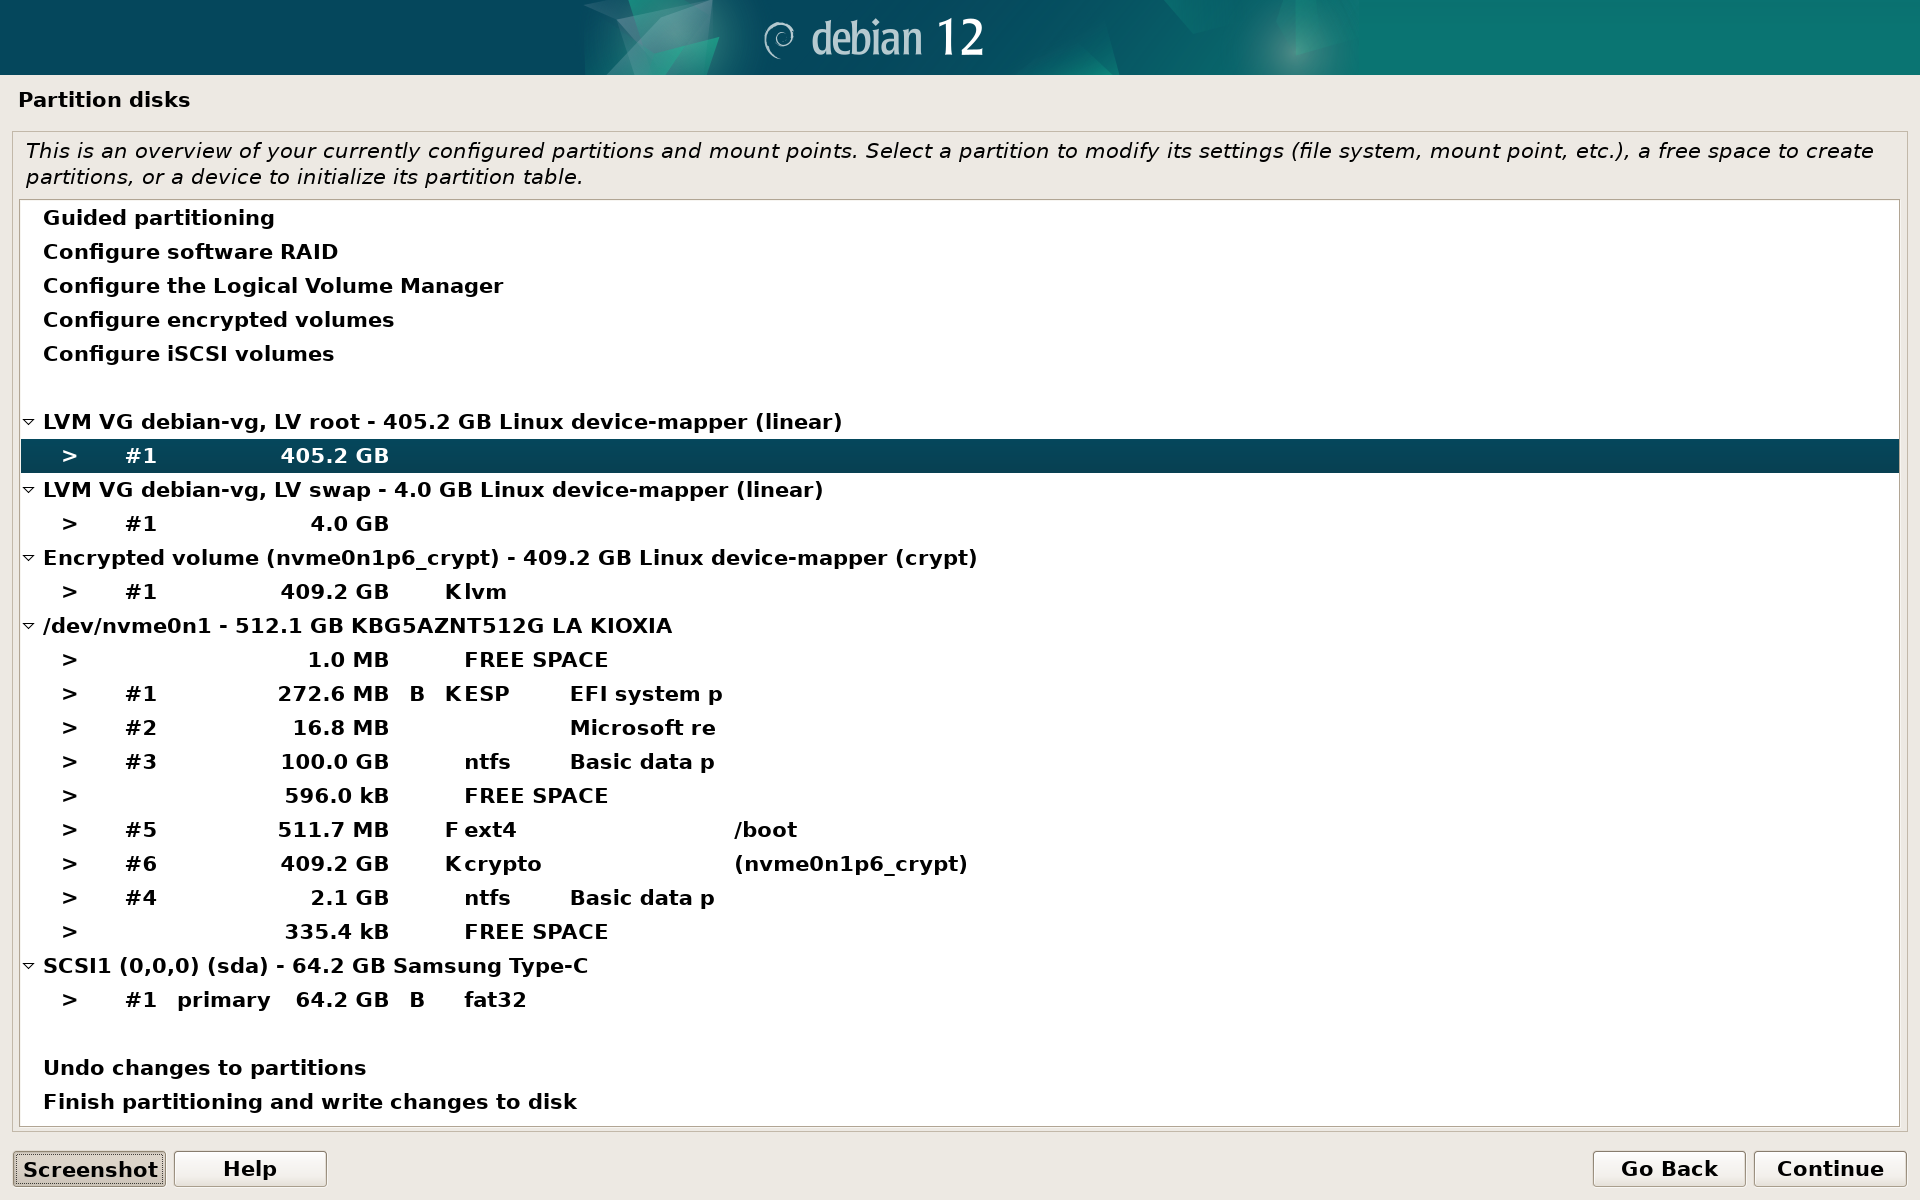 debian 12
Partition disks
This is an overview of your currently configured partitions and mount points. Select a partition to modify its settings (file system, mount point, etc.), a free space to create
partitions, or a device to initialize its partition table.
Guided partitioning
Configure software RAID
Configure the Logical Volume Manager
Configure encrypted volumes
Configure iSCSI volumes
LVM VG debian-vg, LV root - 405.2 GB Linux device-mapper (linear)
> #1 405.2 GB
LVM VG debian-vg, LV swap - 4.0 GB Linux device-mapper (linear)
> #1 4.0 GB
Encrypted volume (nvme0n1p6_crypt) - 409.2 GB Linux device-mapper (crypt)
> #1 409.2 GB K lvm
/dev/nvme0n1 - 512.1 GB KBG5AZNT512G LA KIOXIA
> 1.0 MB FREE SPACE
> #1 272.6 MB B K ESP EFI system p
> #2 16.8 MB Microsoft re
> #3 100.0 GB ntfs Basic data p
> 596.0 kB FREE SPACE
> #5 511.7 MB F ext4 /boot
> #6 409.2 GB K crypto (nvme0n1p6_crypt)
> #4 2.1 GB ntfs Basic data p
> 335.4 kB FREE SPACE
SCSI1 (0,0,0) (sda) - 64.2 GB Samsung Type-C
> #1 primary 64.2 GB B fat32
Undo changes to partitions
Finish partitioning and write changes to disk
Screenshot Help Go Back Continue